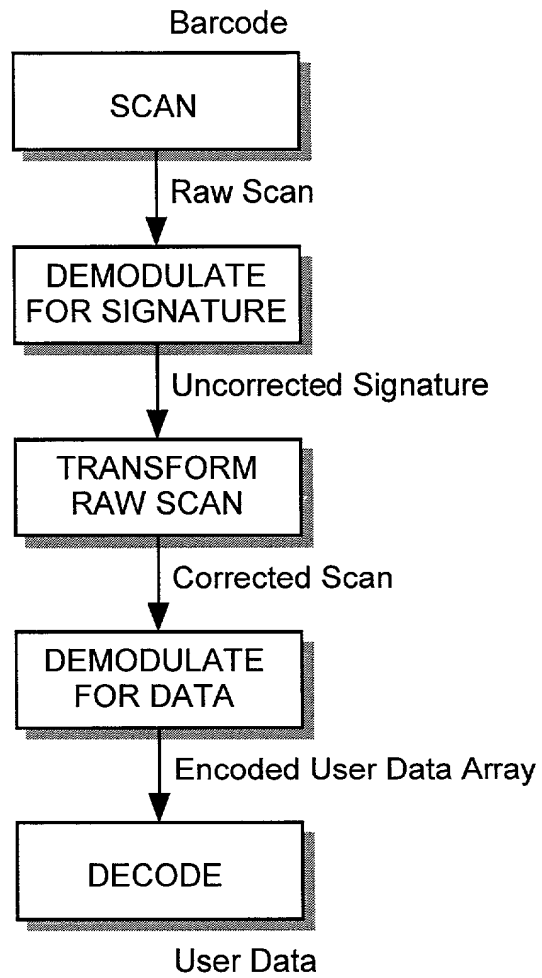 Barcode
SCAN
Raw Scan
DEMODULATE
FOR SIGNATURE
Uncorrected Signature
TRANSFORM
RAW SCAN
Corrected Scan
DEMODULATE
FOR DATA
Encoded User Data Array
DECODE
User Data